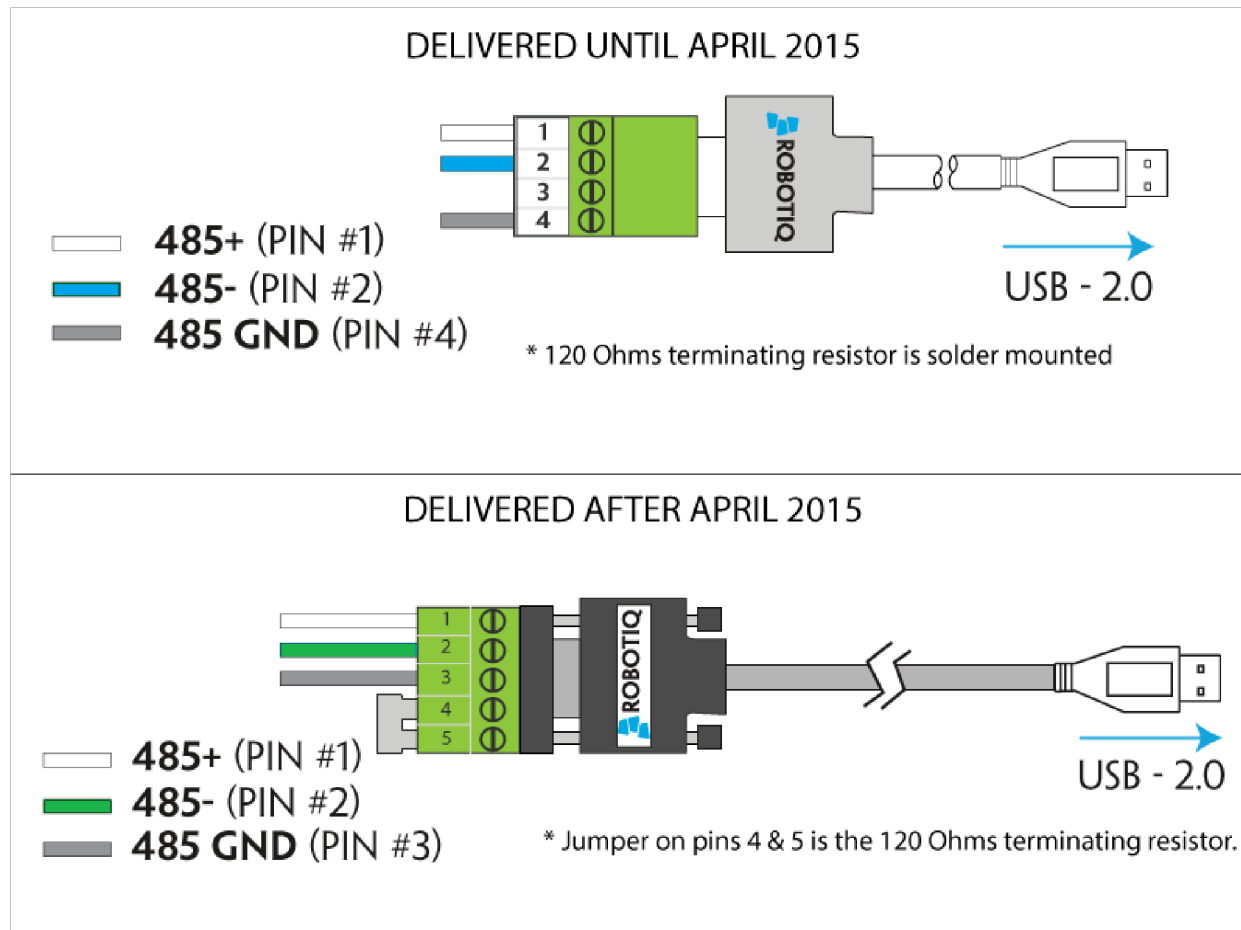 DELIVERED UNTIL APRIL 2015
1
2
3
4
ROBOTIQ
485+ (PIN #1)
485- (PIN #2)
485 GND (PIN #4)
USB - 2.0
* 120 Ohms terminating resistor is solder mounted
DELIVERED AFTER APRIL 2015
1
2
3
4
5
ROBOTIQ
485+ (PIN #1)
485- (PIN #2)
485 GND (PIN #3)
USB - 2.0
* Jumper on pins 4 & 5 is the 120 Ohms terminating resistor.